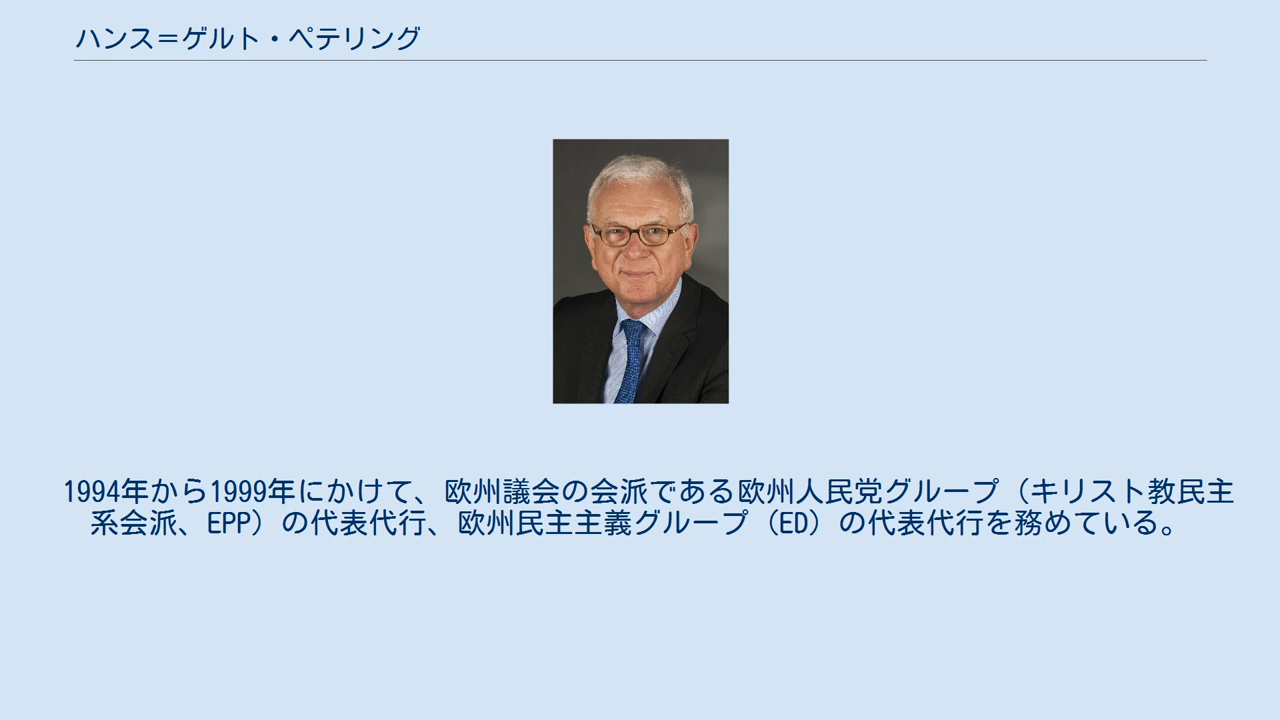 ハンス＝ゲルト・ペテリング
1994年から1999年にかけて、欧州議会の会派である欧州人民党グループ（キリスト教民主
系会派、EPP）の代表代行、欧州民主主義グループ（ED）の代表代行を務めている。